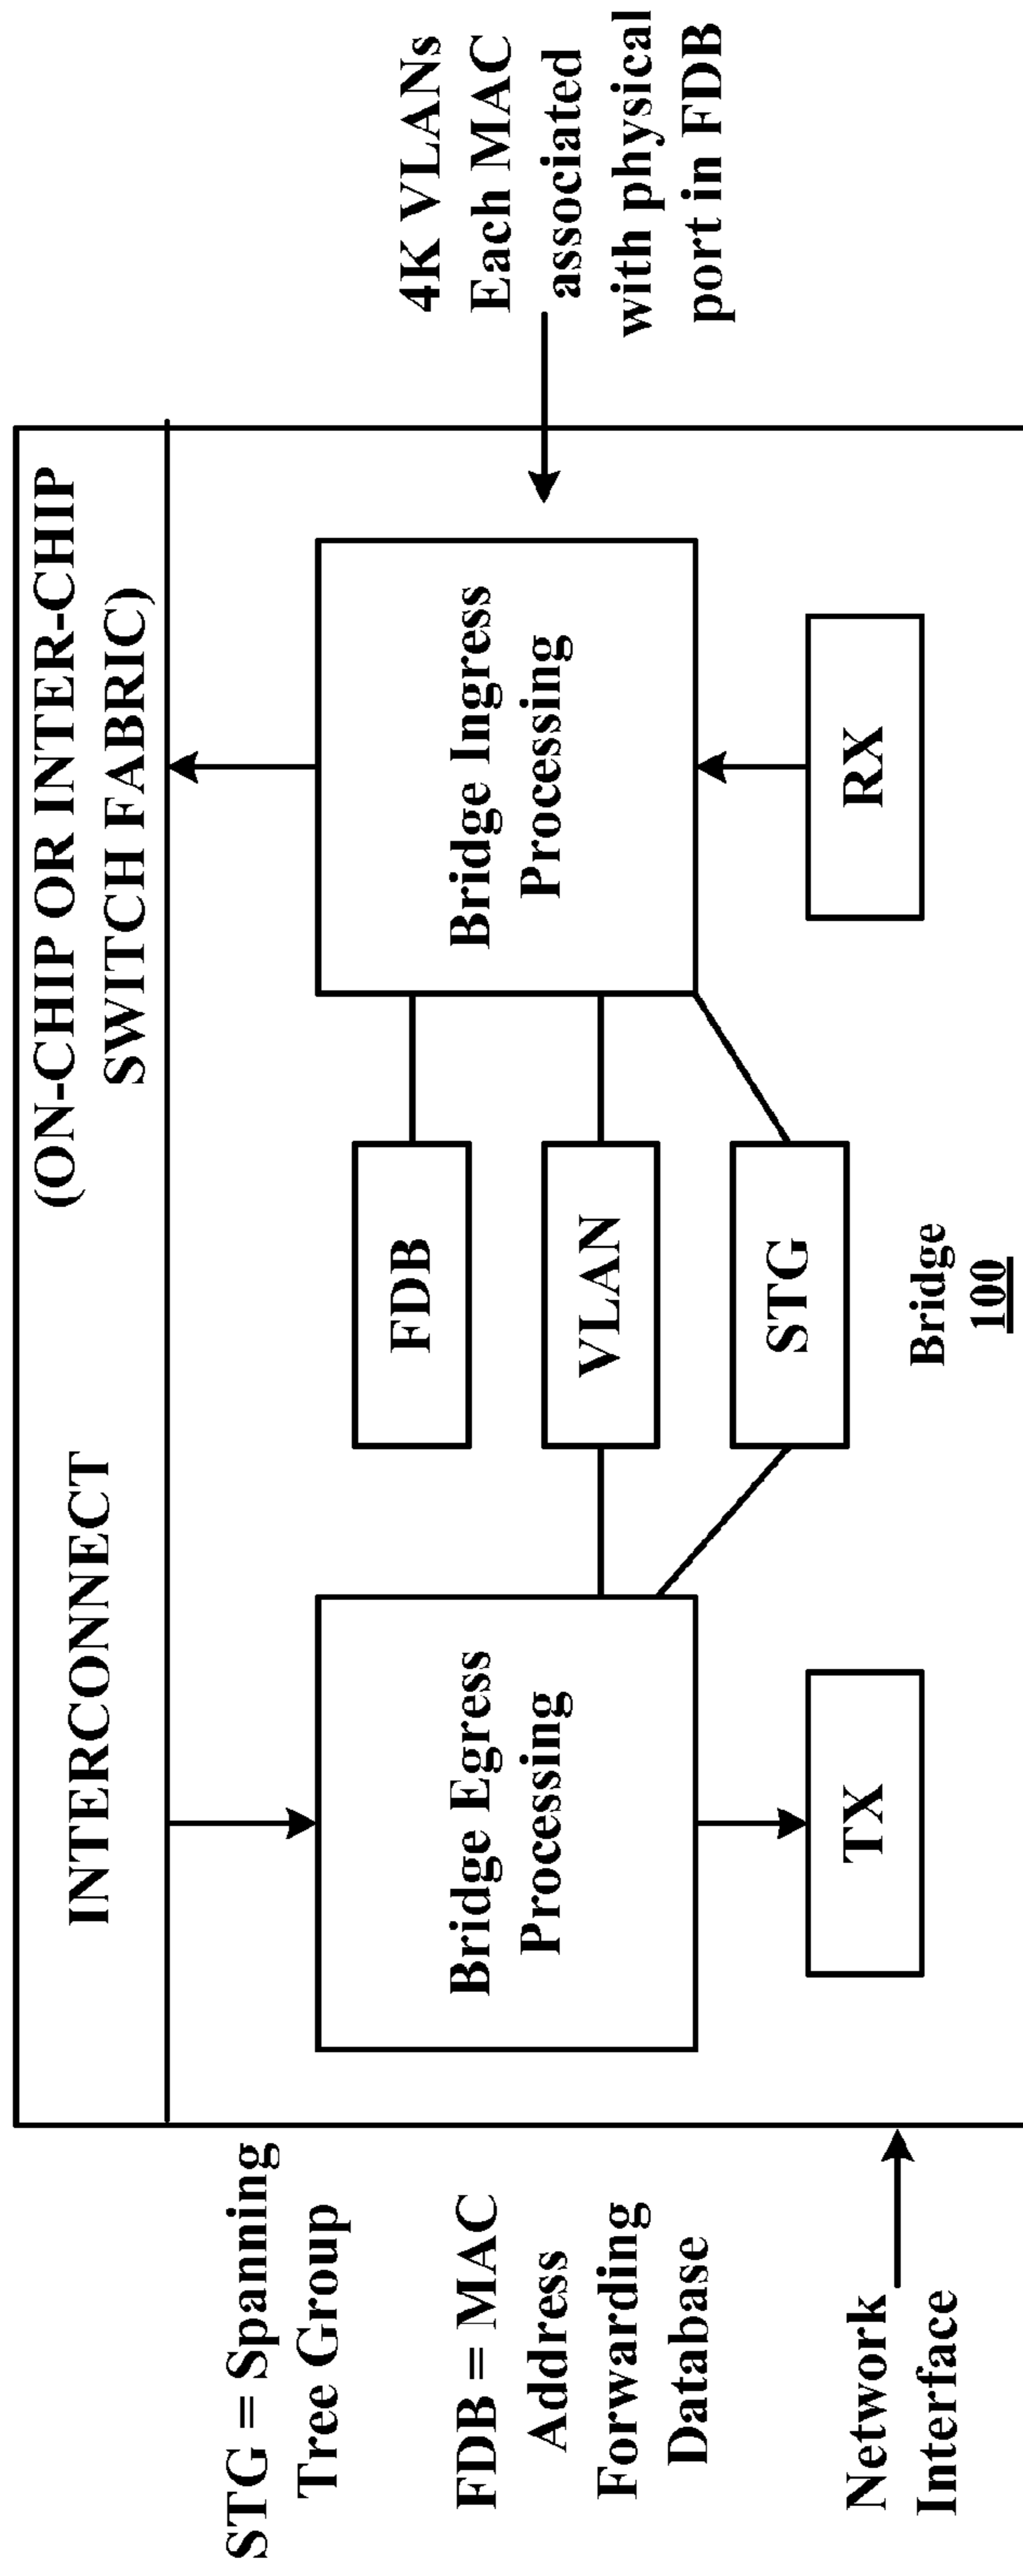 INTERCONNECT
(ON-CHIP OR INTER-CHIP
SWITCH FABRIC)
STG = Spanning
Tree Group
FDB = MAC
Address
Forwarding
Database
Network
Interface
Bridge Egress
Processing
TX
FDB
VLAN
STG
Bridge
100
Bridge Ingress
Processing
RX
4K VLANs
Each MAC
associated
with physical
port in FDB